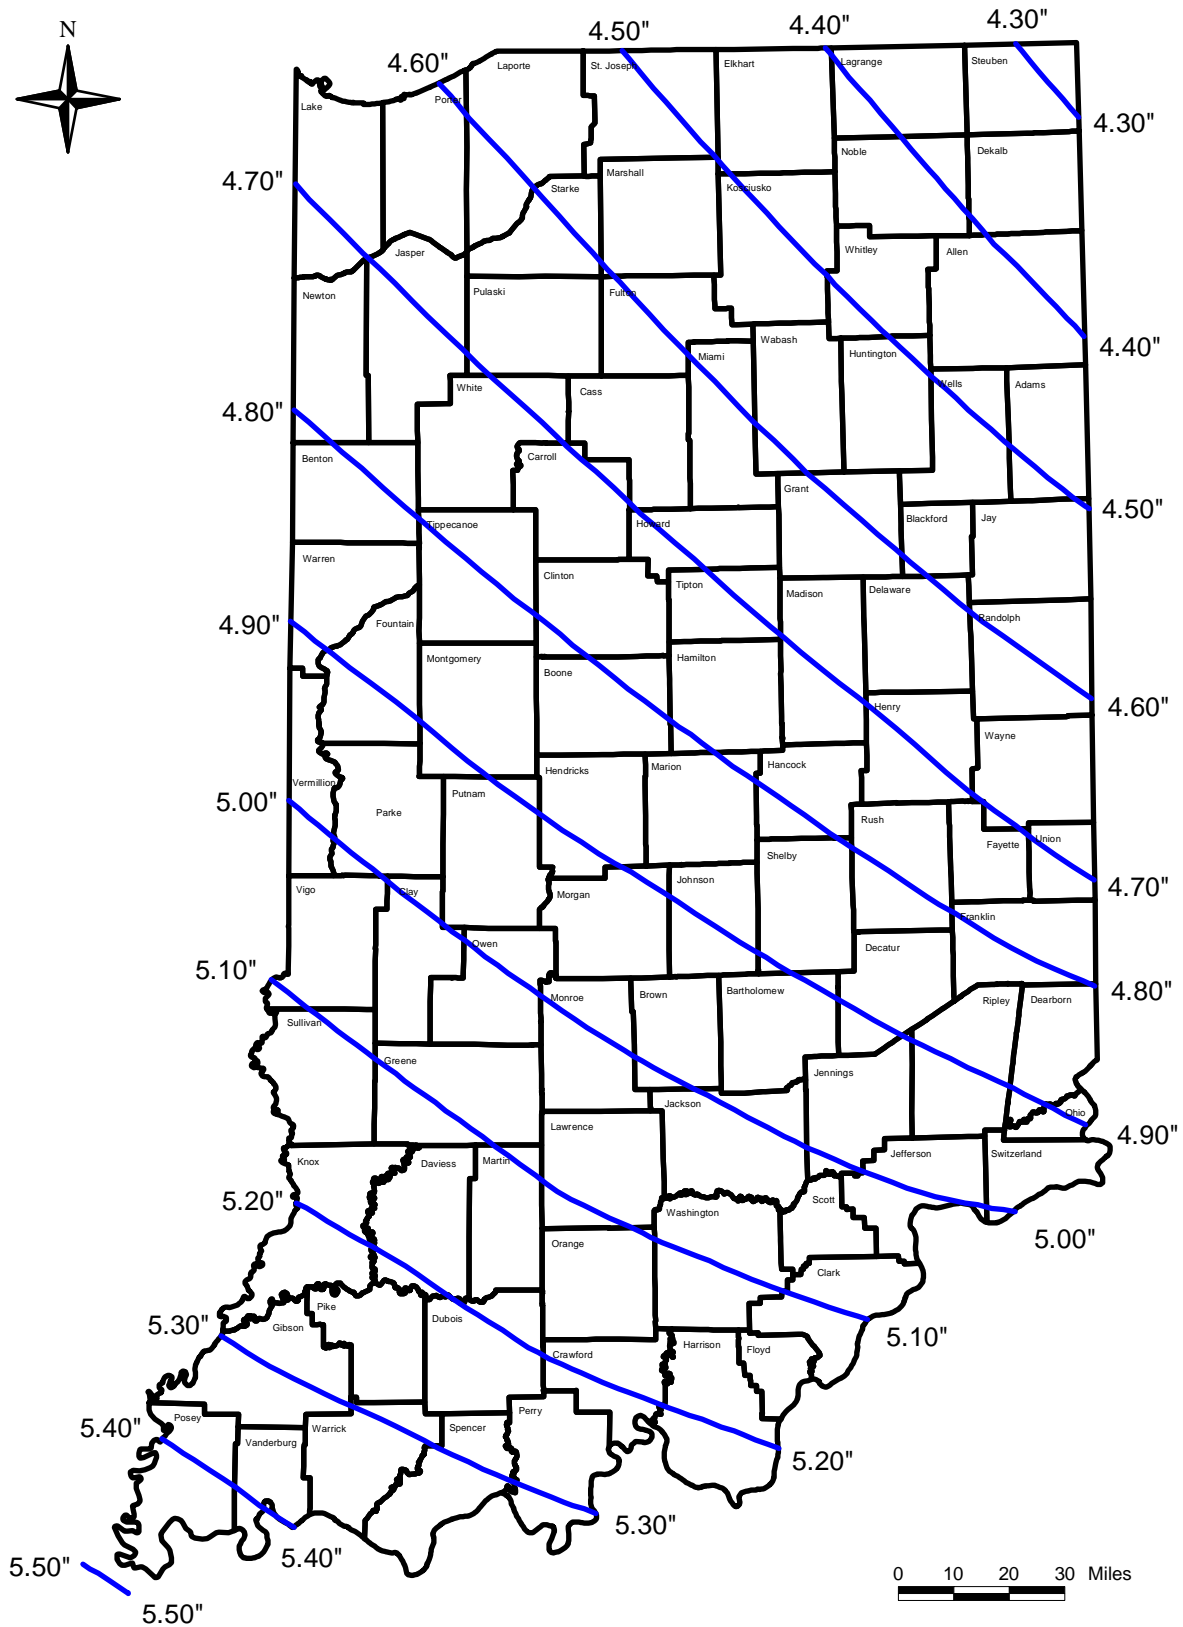 N
4.50"
4.40"
4.30"
4.60"
Laporte
St. Joseph
Elkhart
Lagrange
Steuben
Lake
Porter
4.30"
Noble
Dekalb
4.70"
Starke
Marshall
Kosciusko
Jasper
Whitley
Allen
Newton
Pulaski
Fulton
4.40"
Miami
Wabash
Huntington
4.80"
White
Cass
Wells
Adams
Benton
Carroll
Grant
4.50"
Tippecanoe
Howard
Blackford
Jay
Warren
Clinton
Tipton
Madison
Delaware
4.90"
Fountain
Randolph
Montgomery
Boone
Hamilton
4.60"
Henry
Wayne
5.00"
Vermillion
Hendricks
Marion
Hancock
Putnam
Parke
Rush
Fayette
Union
Vigo
Clay
Morgan
Johnson
Shelby
4.70"
Franklin
5.10"
Owen
Decatur
4.80"
Monroe
Brown
Bartholomew
Ripley
Dearborn
Sullivan
Greene
Jennings
Jackson
Ohio
Lawrence
4.90"
Knox
Daviess
Martin
Jefferson
Switzerland
5.20"
Washington
Scott
5.00"
Orange
Clark
5.30"
Gibson
Pike
Dubois
5.10"
Crawford
Harrison
Floyd
5.40"
Posey
Vanderburg
Warrick
Spencer
Perry
5.20"
5.30"
5.50"
5.40"
5.50"
0 10 20 30 Miles